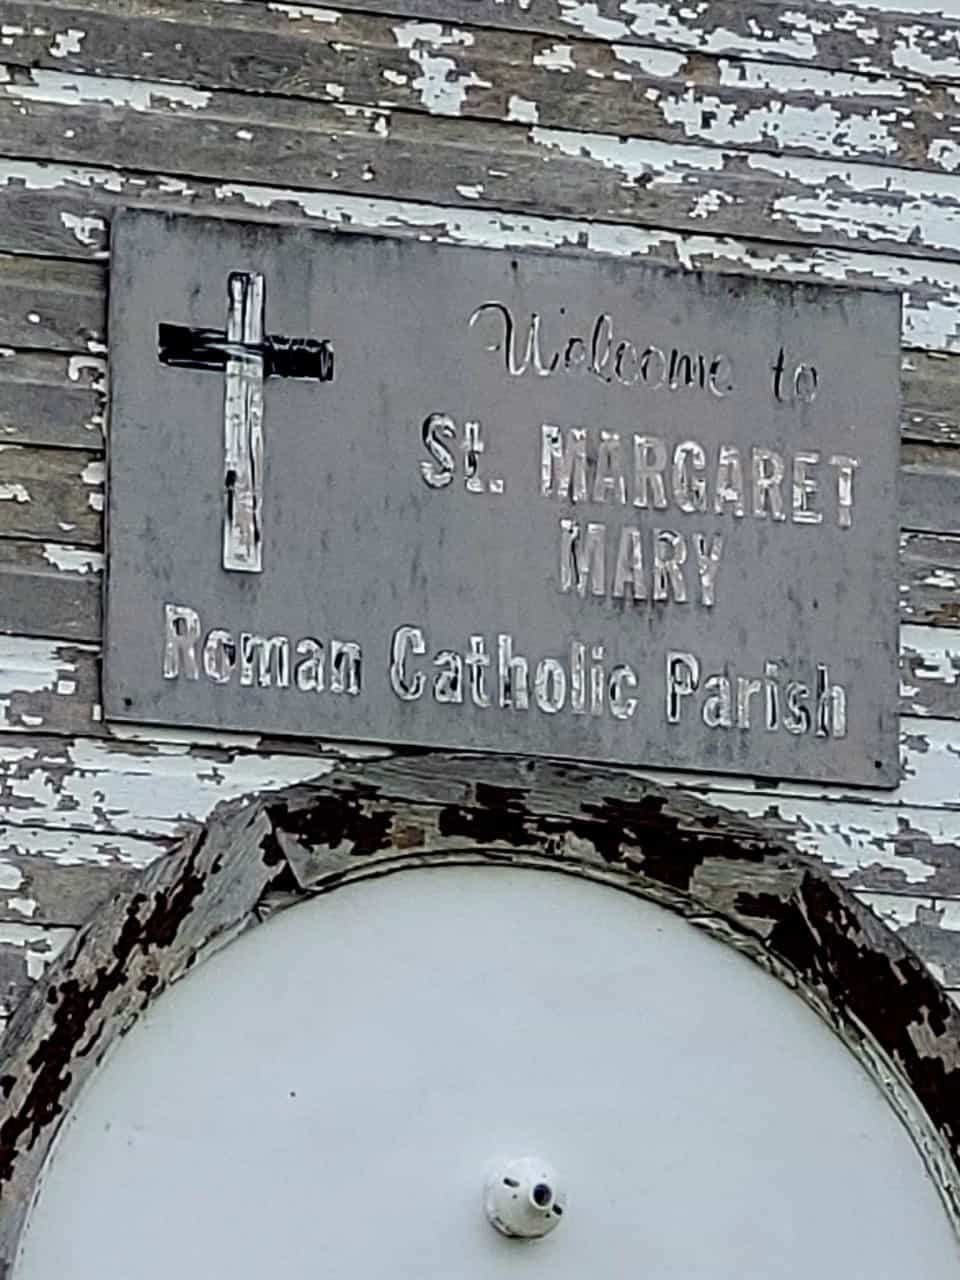 Welcome to
St. MARGARET
MARY
Roman Catholic Parish